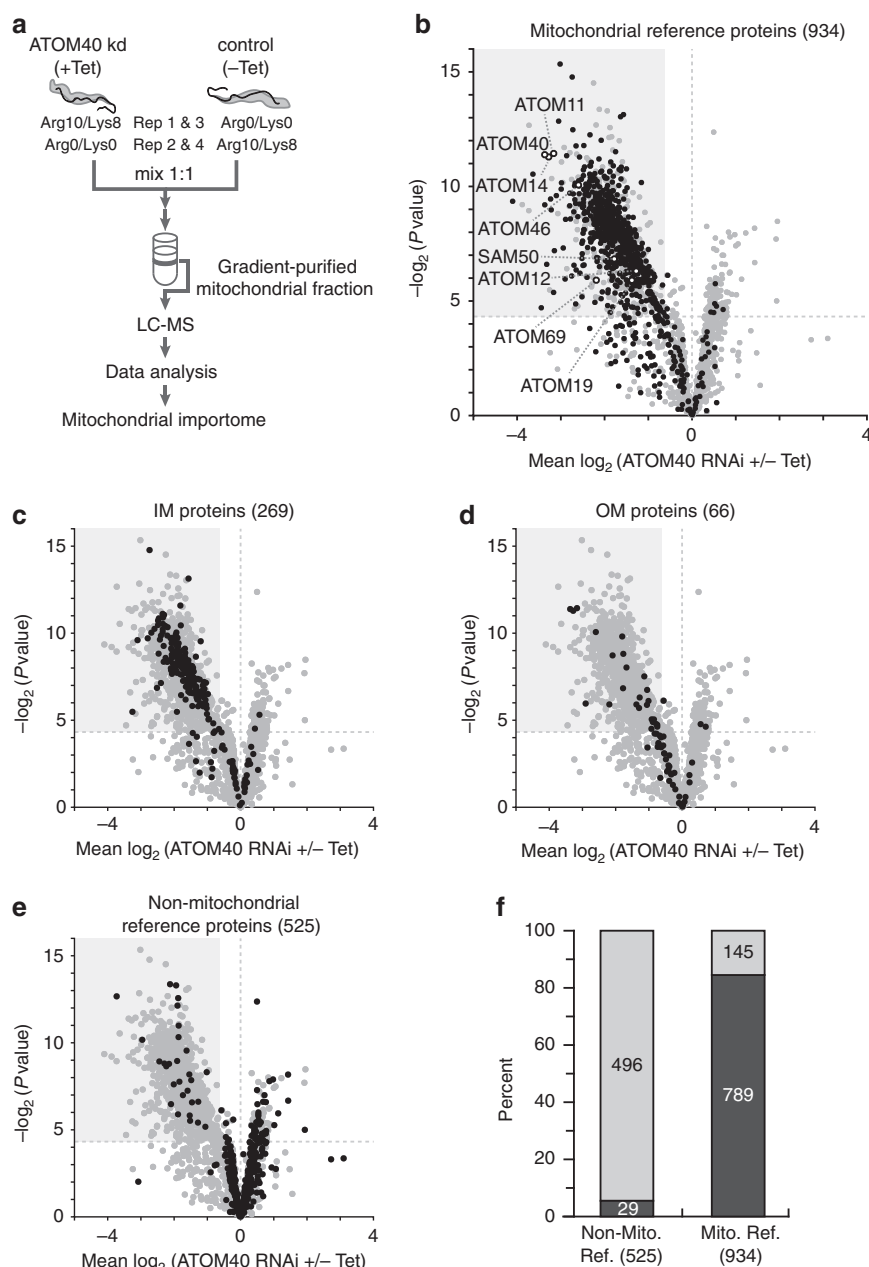 a
ATOM40 kd
(+Tet)
control
(–Tet)
Arg10/Lys8 Rep 1 & 3 Arg0/Lys0
Arg0/Lys0 Rep 2 & 4 Arg10/Lys8
mix 1:1
Gradient-purified
mitochondrial fraction
LC-MS
Data analysis
Mitochondrial importome
b
Mitochondrial reference proteins (934)
15
10
5
0
–log2 (P value)
ATOM11
ATOM40
ATOM14
ATOM46
SAM50
ATOM12
ATOM69
ATOM19
–4 0 4
Mean log2 (ATOM40 RNAi +/– Tet)
c
IM proteins (269)
15
10
5
0
–log2 (P value)
–4 0 4
Mean log2 (ATOM40 RNAi +/– Tet)
d
OM proteins (66)
15
10
5
0
–log2 (P value)
–4 0 4
Mean log2 (ATOM40 RNAi +/– Tet)
e
Non-mitochondrial
reference proteins (525)
15
10
5
0
–log2 (P value)
–4 0 4
Mean log2 (ATOM40 RNAi +/– Tet)
f
100
80
60
40
20
0
Percent
496
29
145
789
Non-Mito.
Ref. (525)
Mito. Ref.
(934)